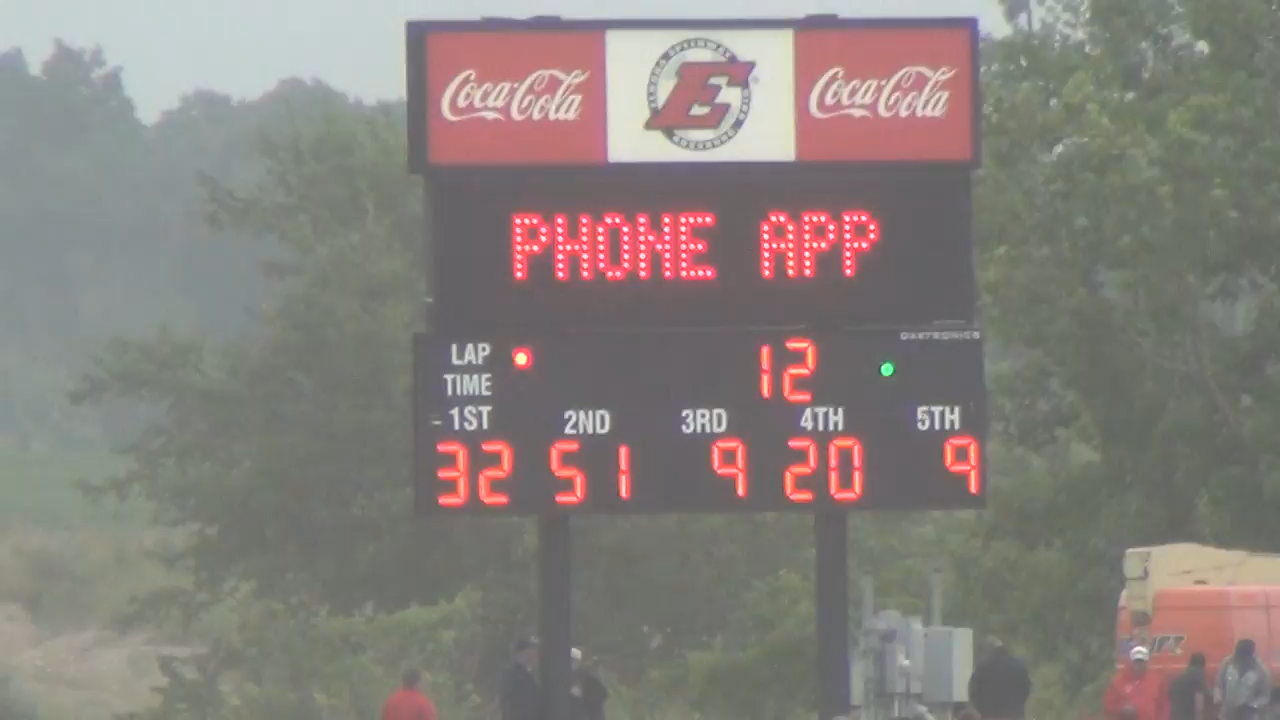 Coca-Cola E Coca-Cola
PHONE APP
LAP 12
TIME
- 1ST 2ND 3RD 4TH 5TH
32 51 9 20 9
DAKTRONICS